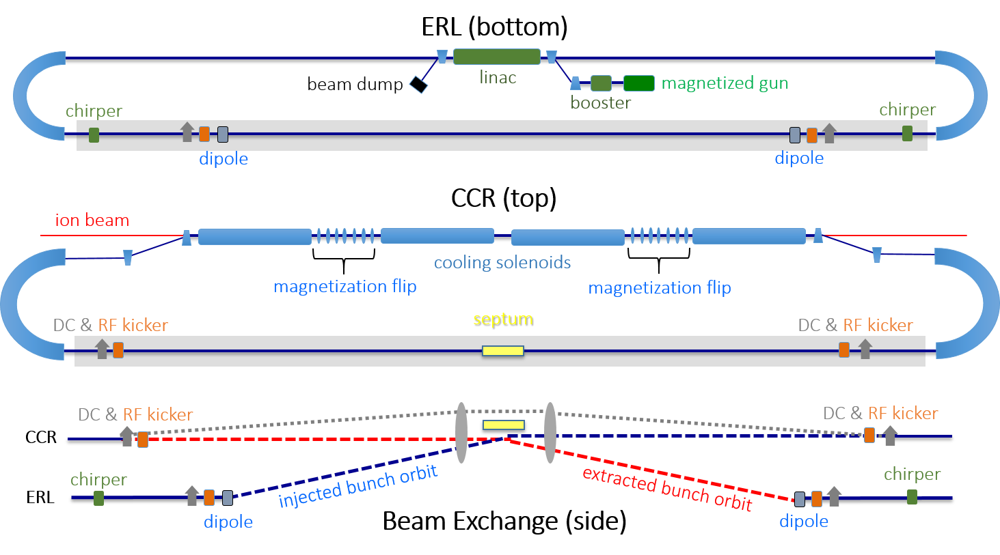 ERL (bottom)
linac
beam dump
magnetized gun
booster
chirper
chirper
dipole
dipole
CCR (top)
ion beam
cooling solenoids
magnetization flip
magnetization flip
septum
DC & RF kicker
DC & RF kicker
DC & RF kicker
DC & RF kicker
CCR
chirper
injected bunch orbit
extracted bunch orbit
chirper
ERL
dipole
Beam Exchange (side)
dipole